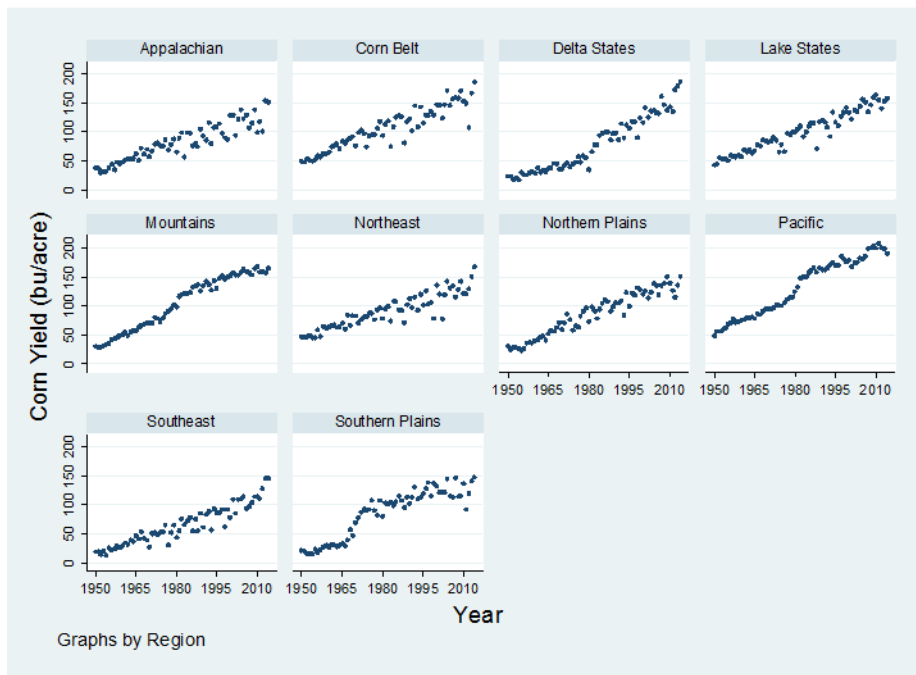 Appalachian Corn Belt Delta States Lake States
200
150
100
50
0
Mountains Northeast Northern Plains Pacific
200
150
100
50
0
1950 1965 1980 1995 2010 1950 1965 1980 1995 2010
Southeast Southern Plains
200
150
100
50
0
1950 1965 1980 1995 2010 1950 1965 1980 1995 2010
Corn Yield (bu/acre)
Year
Graphs by Region